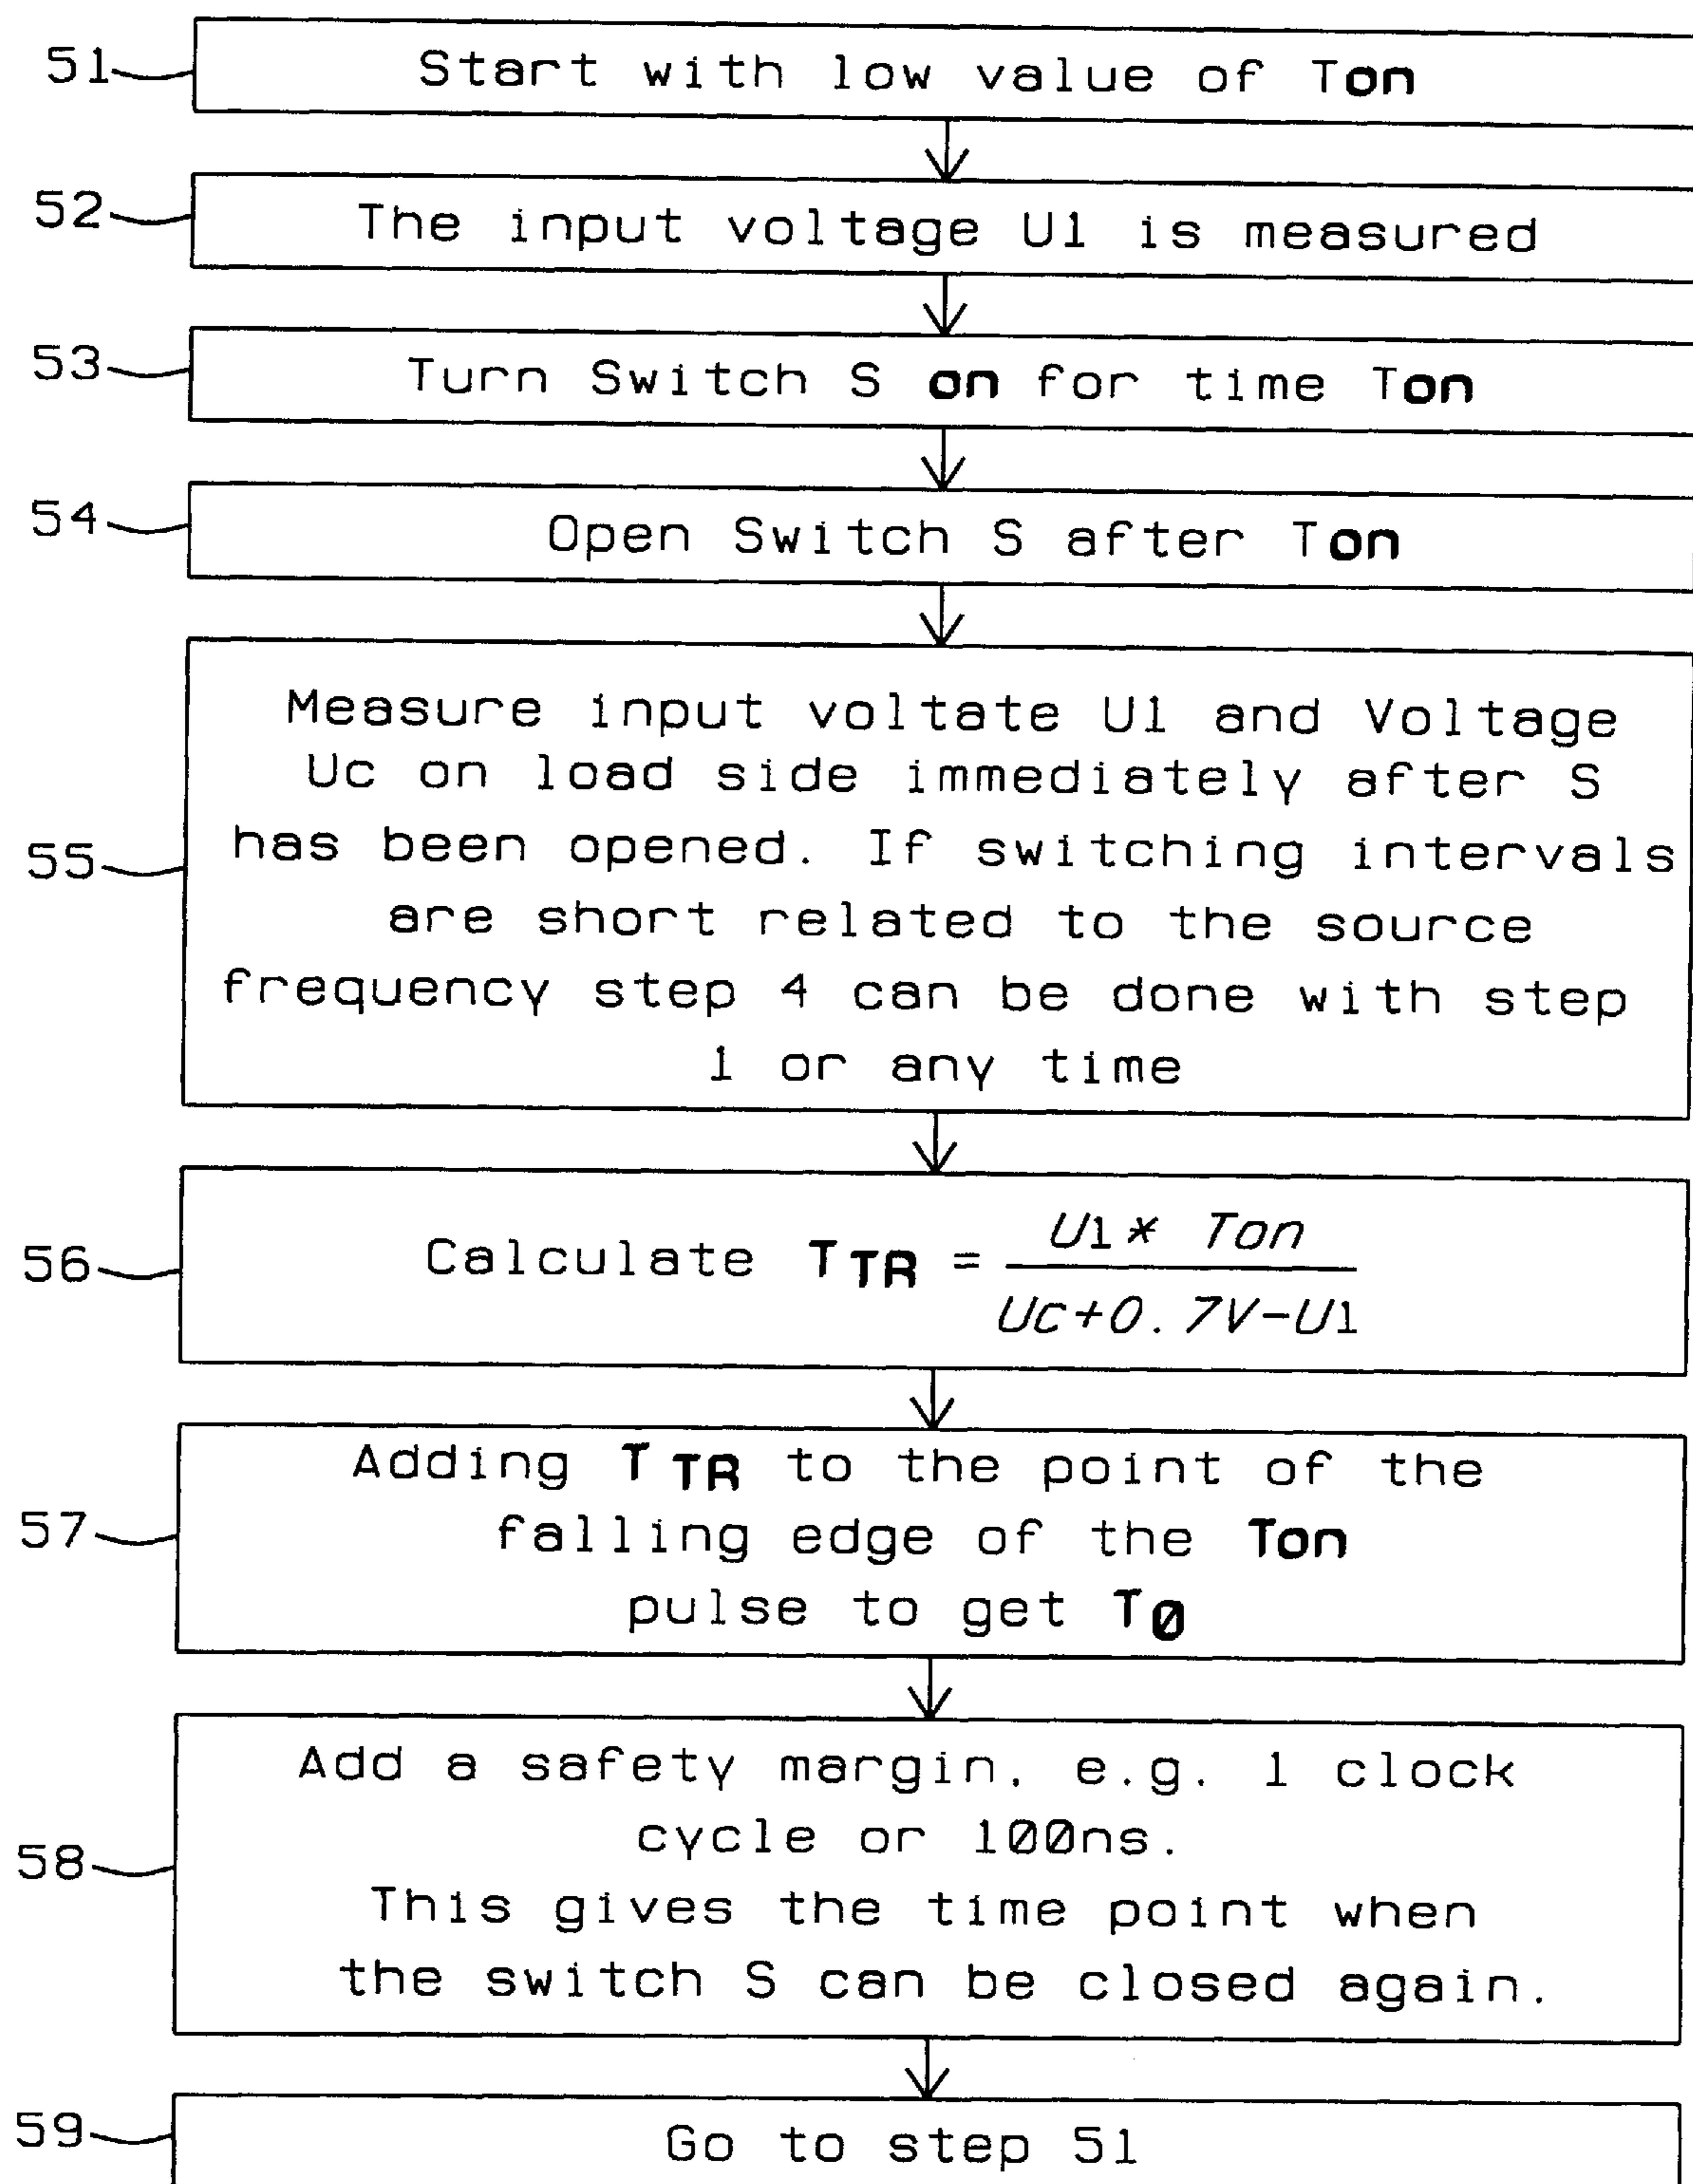 51 Start with low value of Ton
52 The input voltage U1 is measured
53 Turn Switch S on for time Ton
54 Open Switch S after Ton
Measure input voltate U1 and Voltage
Uc on load side immediately after S
55 has been opened. If switching intervals
are short related to the source
frequency step 4 can be done with step
1 or any time
56 Calculate TTR = U1* Ton
Uc+0.7V-U1
Adding TTR to the point of the
57 falling edge of the Ton
pulse to get T0
Add a safety margin, e.g. 1 clock
58 cycle or 100ns.
This gives the time point when
the switch S can be closed again.
59 Go to step 51